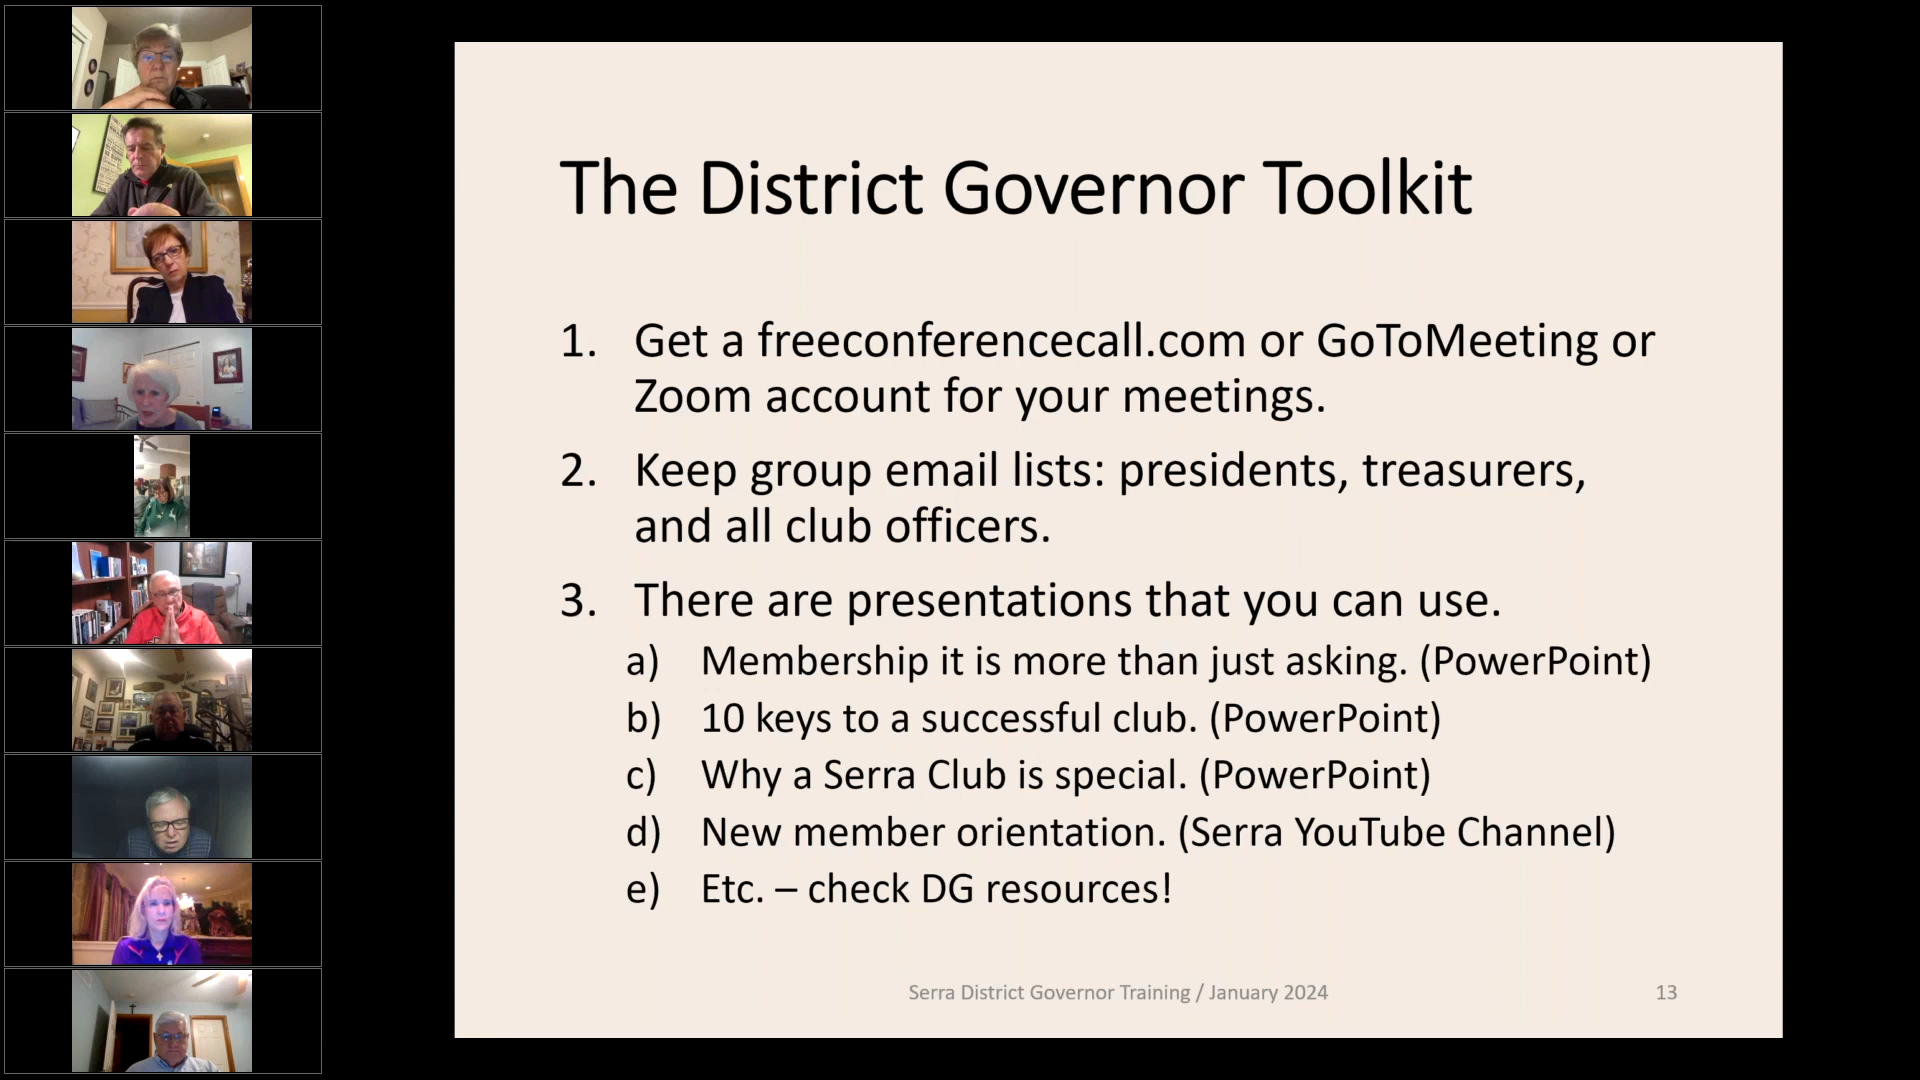 The District Governor Toolkit
1. Get a freeconferencecall.com or GoToMeeting or
Zoom account for your meetings.
2. Keep group email lists: presidents, treasurers,
and all club officers.
3. There are presentations that you can use.
a) Membership it is more than just asking. (PowerPoint)
b) 10 keys to a successful club. (PowerPoint)
c) Why a Serra Club is special. (PowerPoint)
d) New member orientation. (Serra YouTube Channel)
e) Etc. – check DG resources!
Serra District Governor Training / January 2024
13